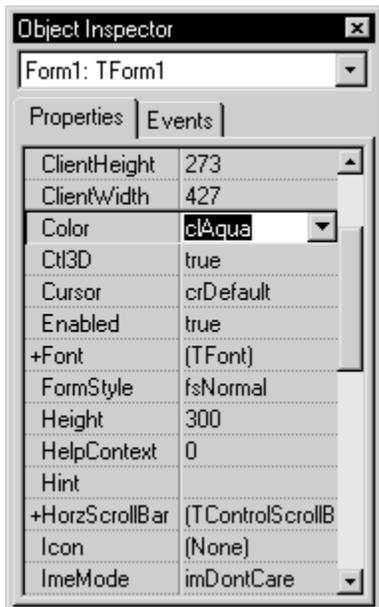 Object Inspector
Form1: TForm1
Properties Events
ClientHeight 273
ClientWidth 427
Color clAqua
Ctl3D true
Cursor crDefault
Enabled true
+Font (TFont)
FormStyle fsNormal
Height 300
HelpContext 0
Hint
+HorzScrollBar (TControlScrollB
Icon (None)
ImeMode imDontCare